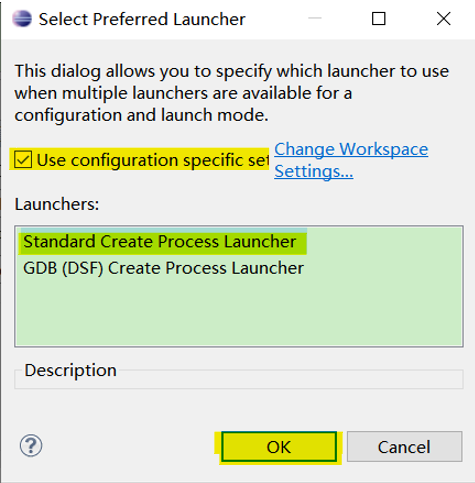 Select Preferred Launcher
This dialog allows you to specify which launcher to use
when multiple launchers are available for a
configuration and launch mode.
Use configuration specific set
Change Workspace
Settings...
Launchers:
Standard Create Process Launcher
GDB (DSF) Create Process Launcher
Description
?
OK
Cancel